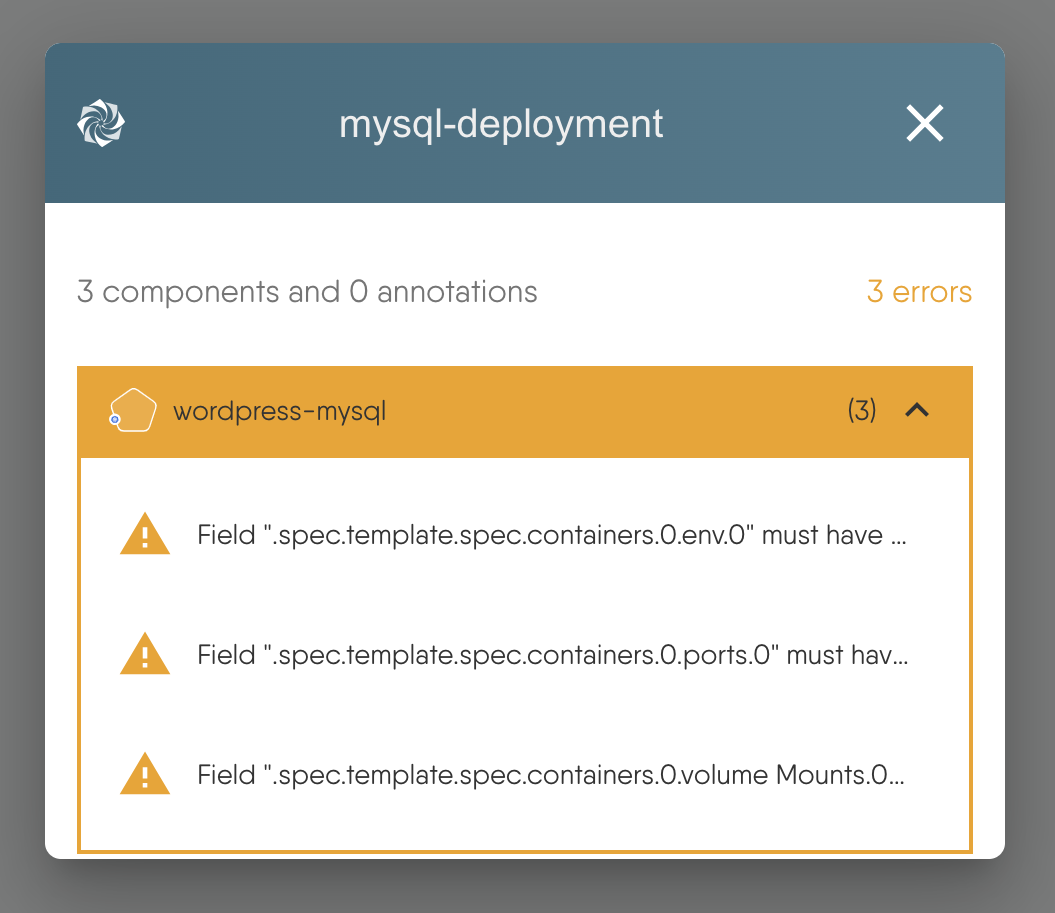 mysql-deployment
3 components and 0 annotations 3 errors
wordpress-mysql (3)
Field ".spec.template.spec.containers.0.env.0" must have ...
Field ".spec.template.spec.containers.0.ports.0" must hav...
Field ".spec.template.spec.containers.0.volume Mounts.0...